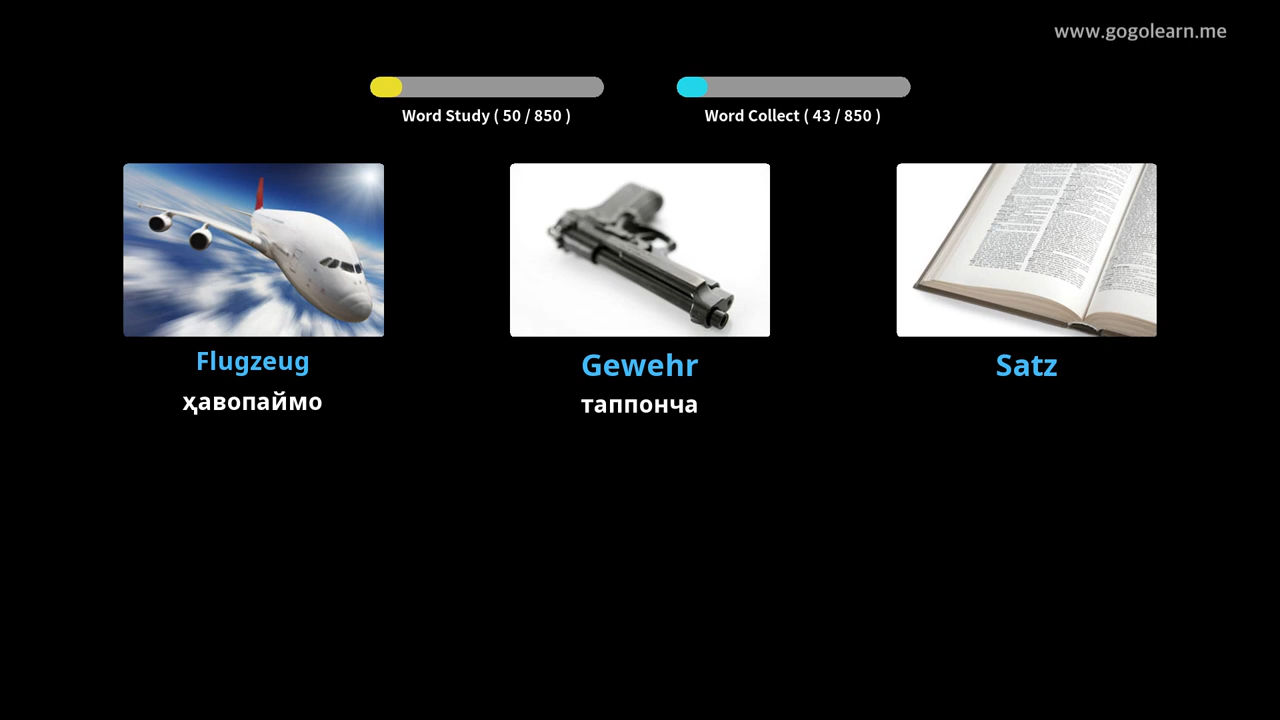 www.gogolearn.me
Word Study ( 50 / 850 )
Word Collect ( 43 / 850 )
Flugzeug
Gewehr
Satz
ҳавопаймо
таппонча